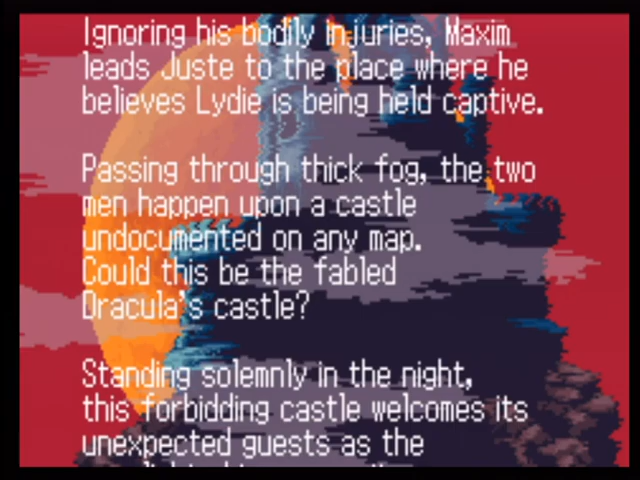 Ignoring his bodily injuries, Maxim
leads Juste to the place where he
believes Lydie is being held captive.
Passing through thick fog, the two
men happen upon a castle
undocumented on any map.
Could this be the fabled
Dracula's castle?
Standing solemnly in the night,
this forbidding castle welcomes its
unexpected guests as the